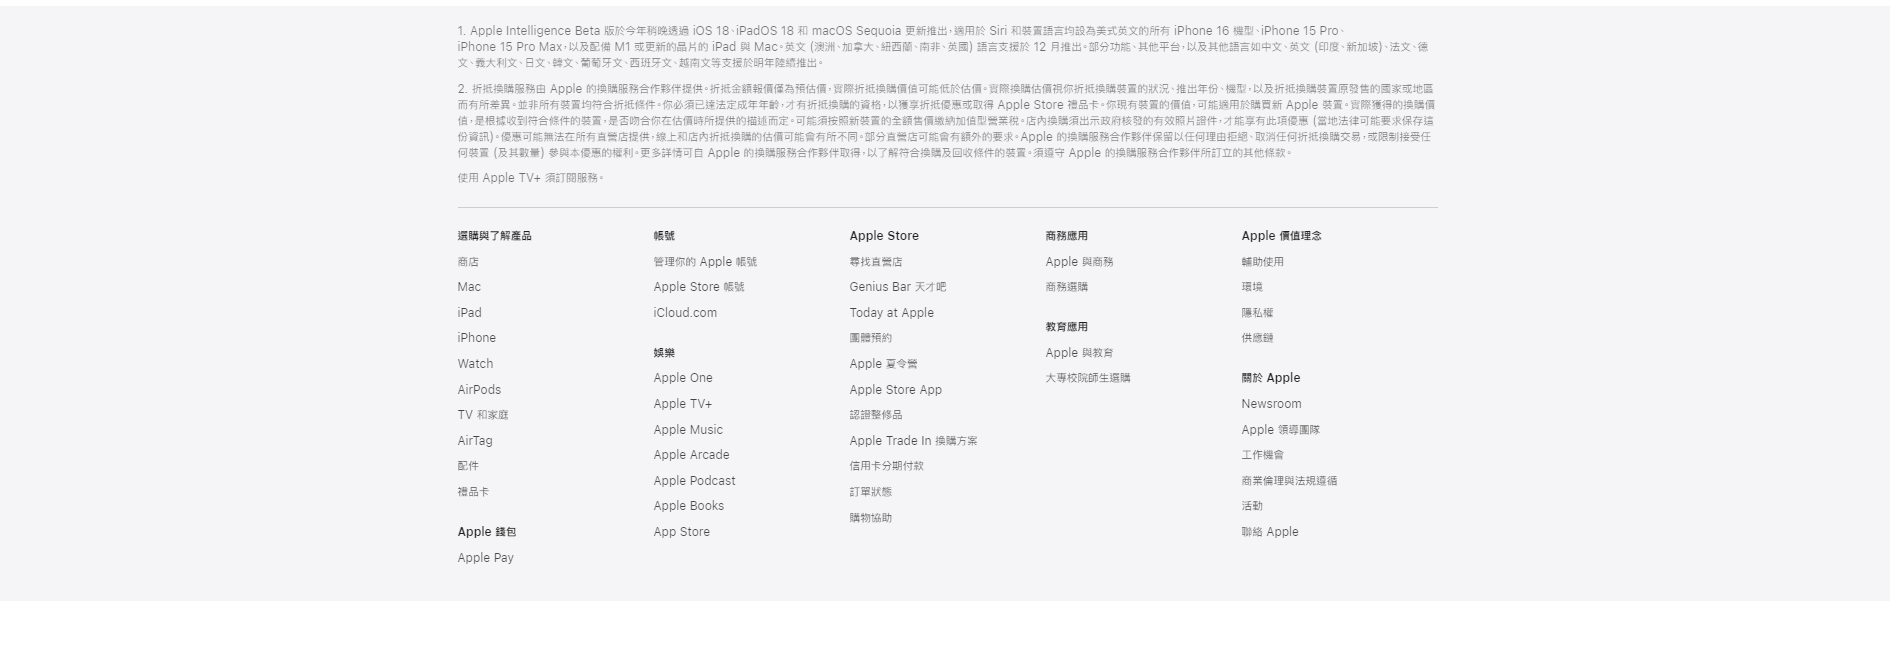 1. Apple Intelligence Beta 版於今年稍晚透過 iOS 18、iPadOS 18 和 macOS Sequoia 更新推出，適用於 Siri 和裝置語言均設為美式英文的所有 iPhone 16 機型、iPhone 15 Pro、
iPhone 15 Pro Max，以及配備 M1 或更新的晶片的 iPad 與 Mac。英文 (澳洲、加拿大、紐西蘭、南非、英國) 語言支援於 12 月推出。部分功能、其他平台，以及其他語言如中文、英文 (印度、新加坡)、法文、德
文、義大利文、日文、韓文、葡萄牙文、西班牙文、越南文等支援於明年陸續推出。
2. 折抵換購服務由 Apple 的換購服務合作夥伴提供。折抵金額報價僅為預估價，實際折抵換購價值可能低於估價。實際換購估價視你折抵換購裝置的狀況、推出年份、機型，以及折抵換購裝置原發售的國家或地區
而有所差異。並非所有裝置均符合折抵條件。你必須已達法定成年年齡，才有折抵換購的資格，以獲享折抵優惠或取得 Apple Store 禮品卡。你現有裝置的價值，可能適用於購買新 Apple 裝置。實際獲得的換購價
值，是根據收到符合條件的裝置，是否吻合你在估價時所提供的描述而定。可能須按照新裝置的全額售價繳納加值型營業稅。店內換購須出示政府核發的有效照片證件，才能享有此項優惠 (當地法律可能要求保存這
份資訊)。優惠可能無法在所有直營店提供，線上和店內折抵換購的估價可能會有所不同。部分直營店可能會有額外的要求。Apple 的換購服務合作夥伴保留以任何理由拒絕、取消任何折抵換購交易，或限制接受任
何裝置 (及其數量) 參與本優惠的權利。更多詳情可自 Apple 的換購服務合作夥伴取得，以了解符合換購及回收條件的裝置。須遵守 Apple 的換購服務合作夥伴所訂立的其他條款。
使用 Apple TV+ 須訂閱服務。
選購與了解產品
商店
Mac
iPad
iPhone
Watch
AirPods
TV 和家庭
AirTag
配件
禮品卡
Apple 錢包
Apple Pay
帳號
管理你的 Apple 帳號
Apple Store 帳號
iCloud.com
娛樂
Apple One
Apple TV+
Apple Music
Apple Arcade
Apple Podcast
Apple Books
App Store
Apple Store
尋找直營店
Genius Bar 天才吧
Today at Apple
團體預約
Apple 夏令營
Apple Store App
認證整修品
Apple Trade In 換購方案
信用卡分期付款
訂單狀態
購物協助
商務應用
Apple 與商務
商務選購
教育應用
Apple 與教育
大專校院師生選購
Apple 價值理念
輔助使用
環境
隱私權
供應鏈
關於 Apple
Newsroom
Apple 領導團隊
工作機會
商業倫理與法規遵循
活動
聯絡 Apple